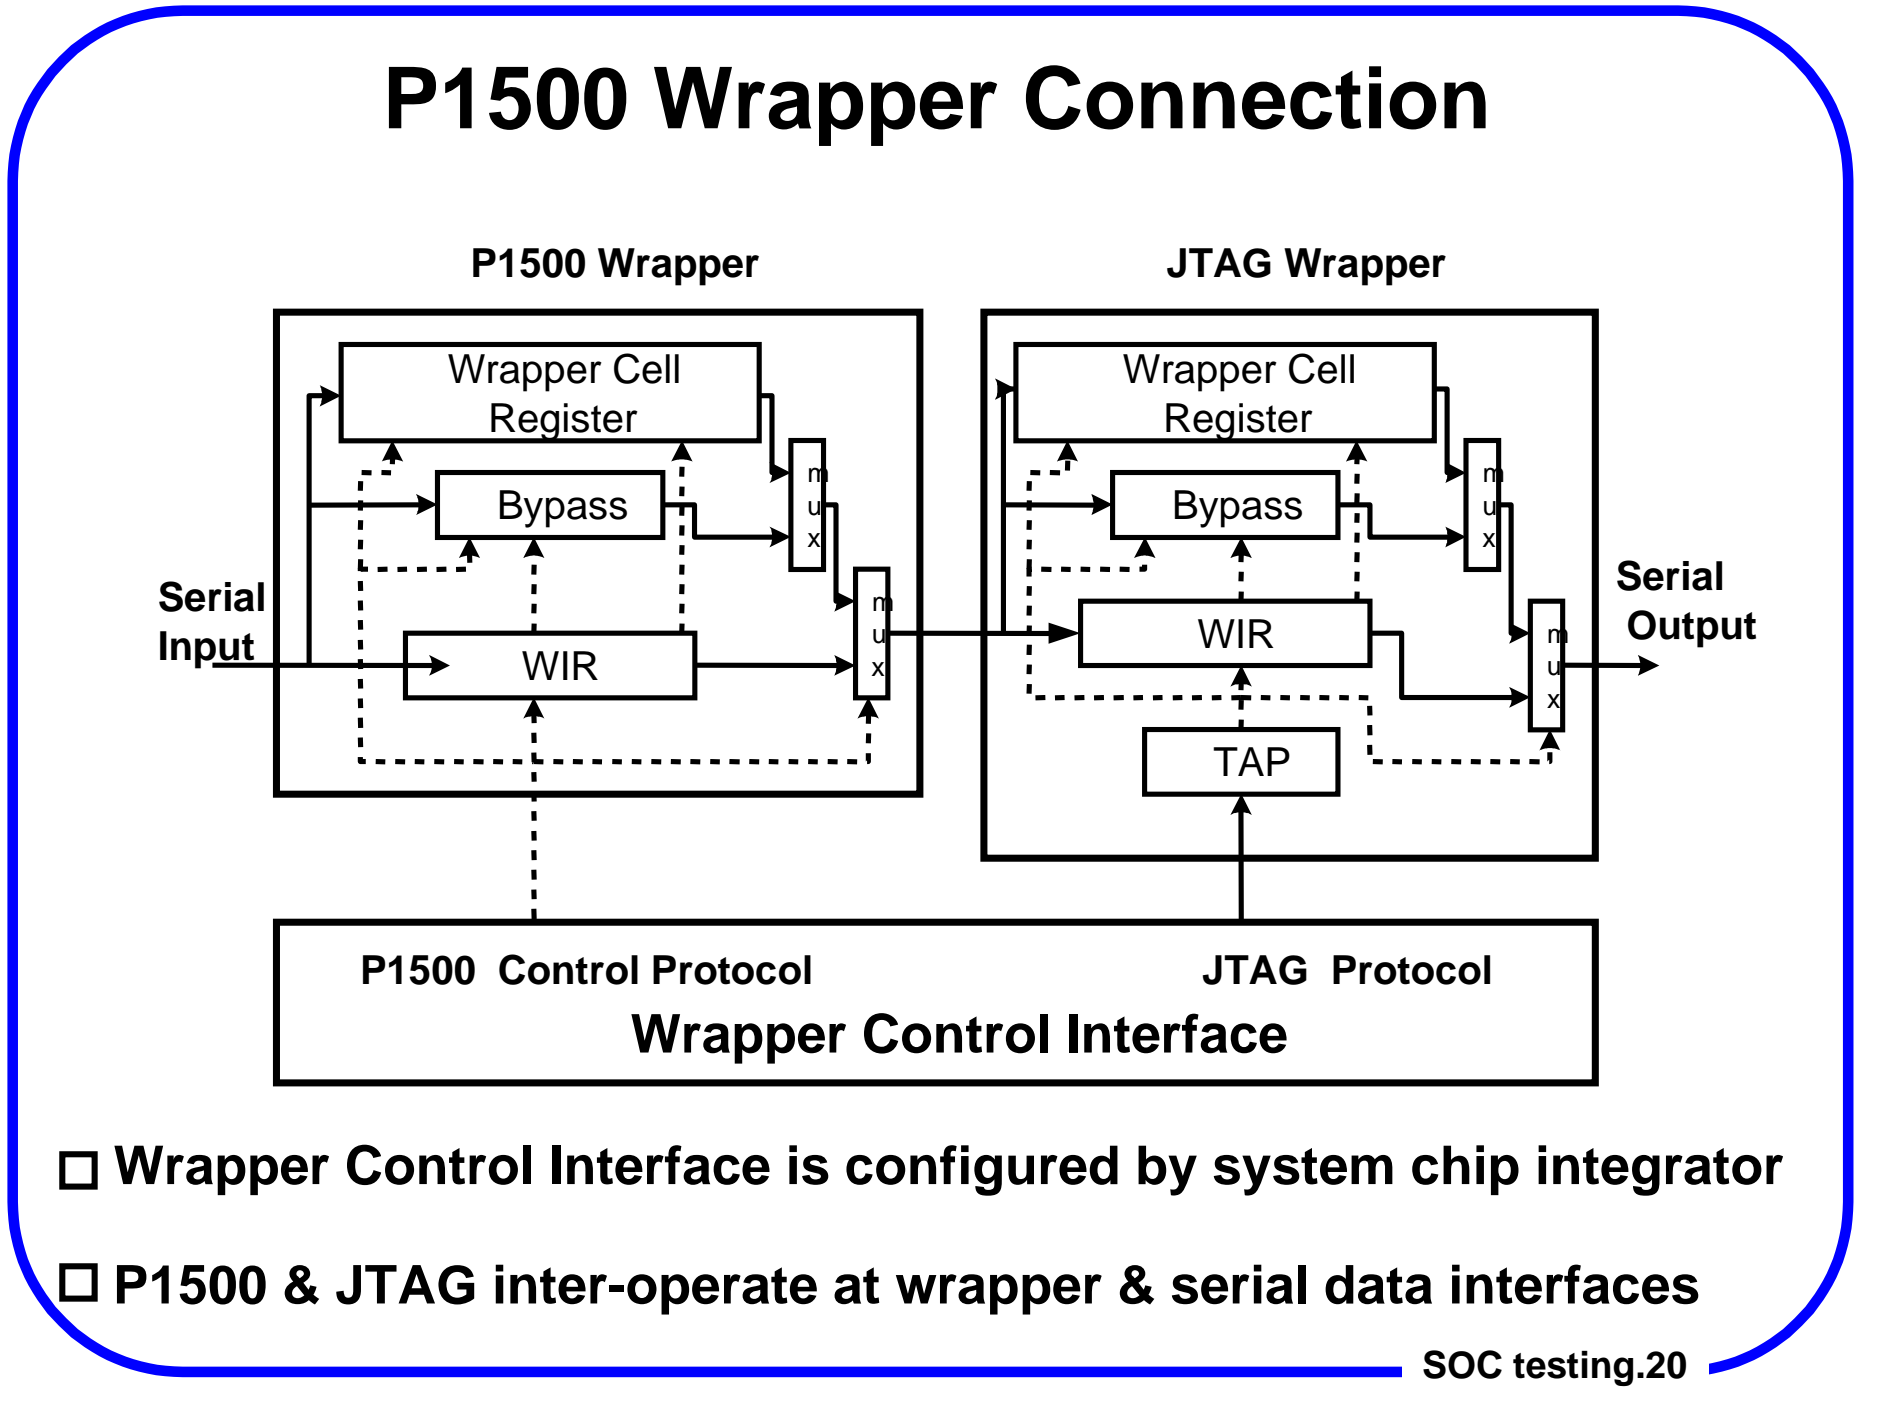 P1500 Wrapper Connection
P1500 Wrapper
JTAG Wrapper
Wrapper Cell
Register
Bypass
WIR
m
u
x
m
u
x
Serial
Input
Wrapper Cell
Register
Bypass
WIR
TAP
m
u
x
m
u
x
Serial
Output
P1500 Control Protocol
JTAG Protocol
Wrapper Control Interface
Wrapper Control Interface is configured by system chip integrator
P1500 & JTAG inter-operate at wrapper & serial data interfaces
SOC testing.20